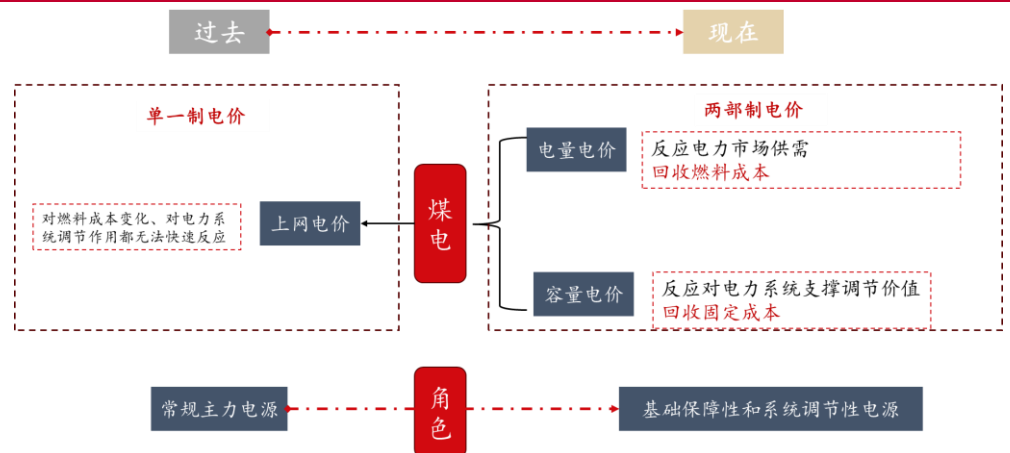 过去
现在
单一制电价
对燃料成本变化、对电力系
统调节作用都无法快速反应
上网电价
煤电
两部制电价
电量电价
反应电力市场供需
回收燃料成本
容量电价
反应对电力系统支撑调节价值
回收固定成本
常规主力电源
角色
基础保障性和系统调节性电源